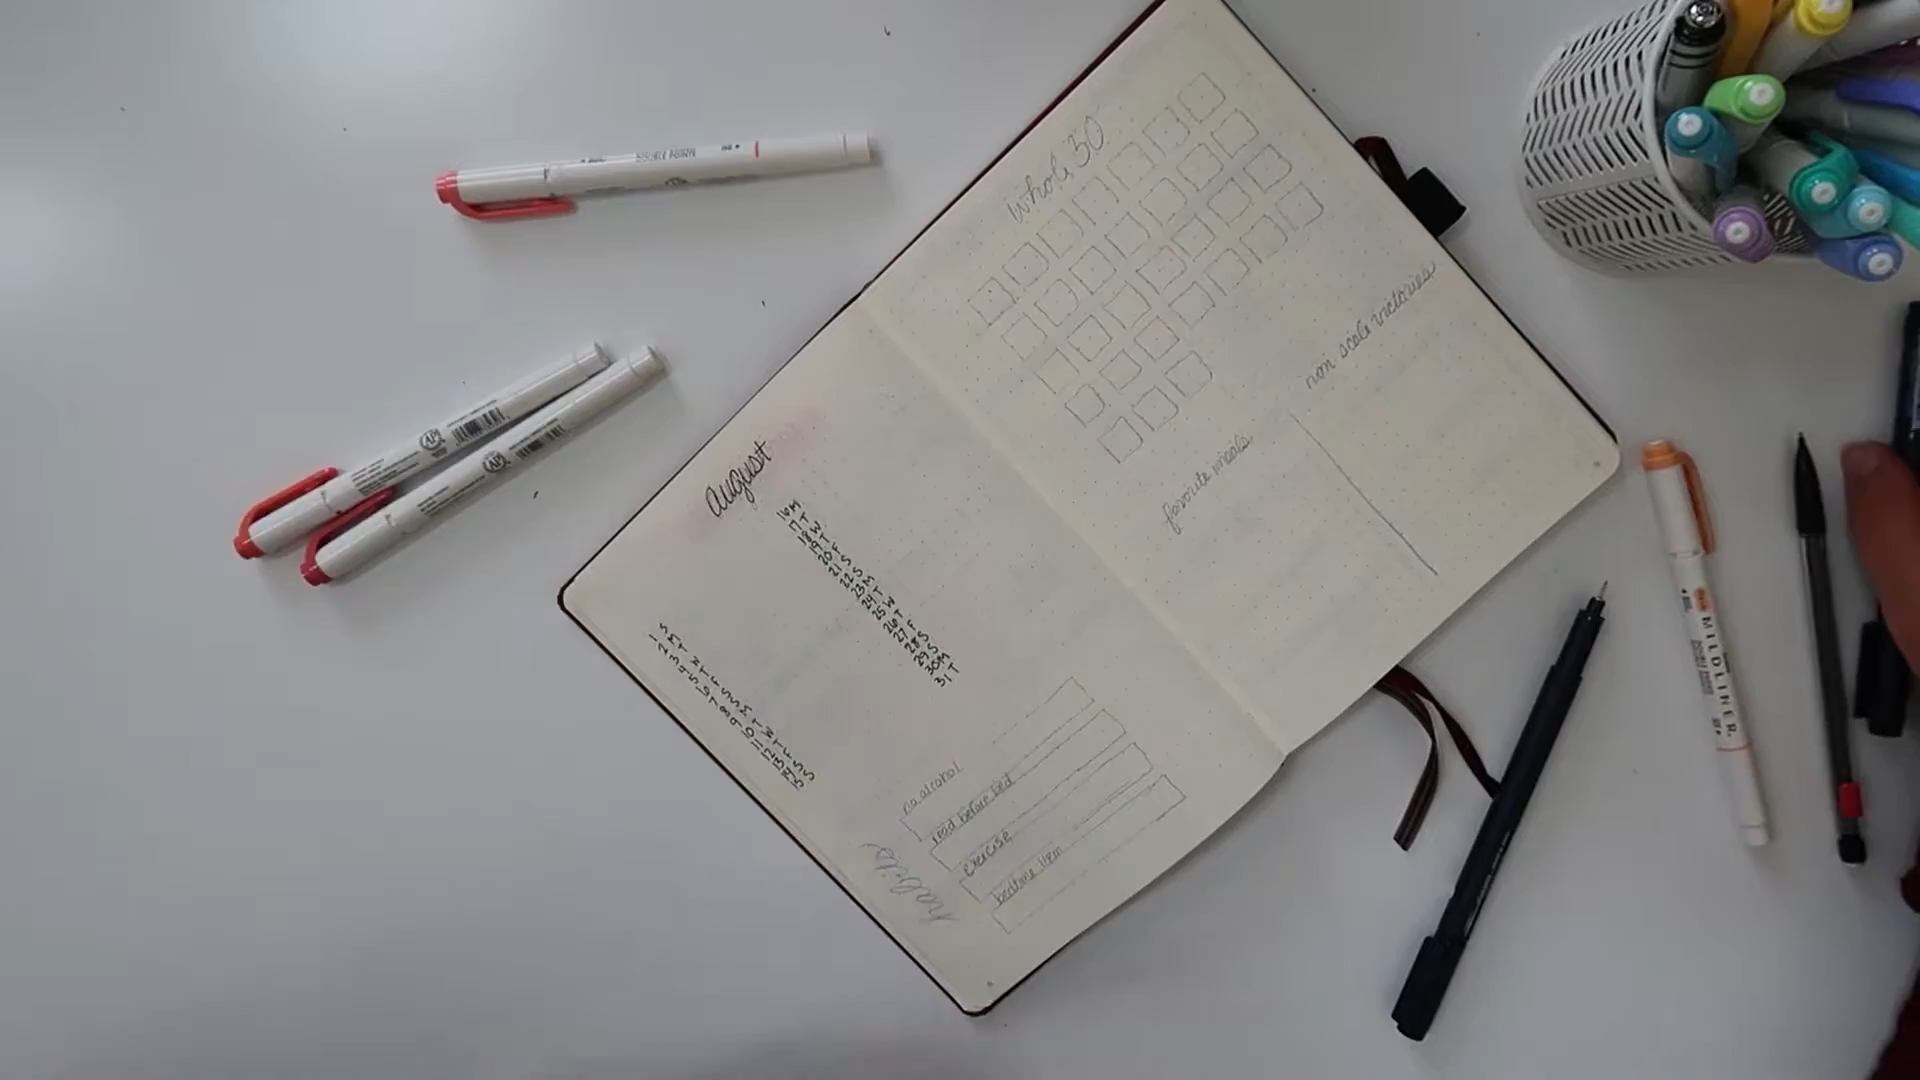 august
1 S
2 M
3 T
4 W
5 T
6 F
7 S
8 S
9 M
10 T
11 W
12 T
13 F
14 S
15 S
16 M
17 T
18 W
19 T
20 F
21 S
22 S
23 M
24 T
25 W
26 T
27 F
28 S
29 S
30 M
31 T
habits
no alcohol
read before bed
exercise
bedtime 11pm
whole 30
favorite meals
non scale victories
MILDLINER
AP
AP